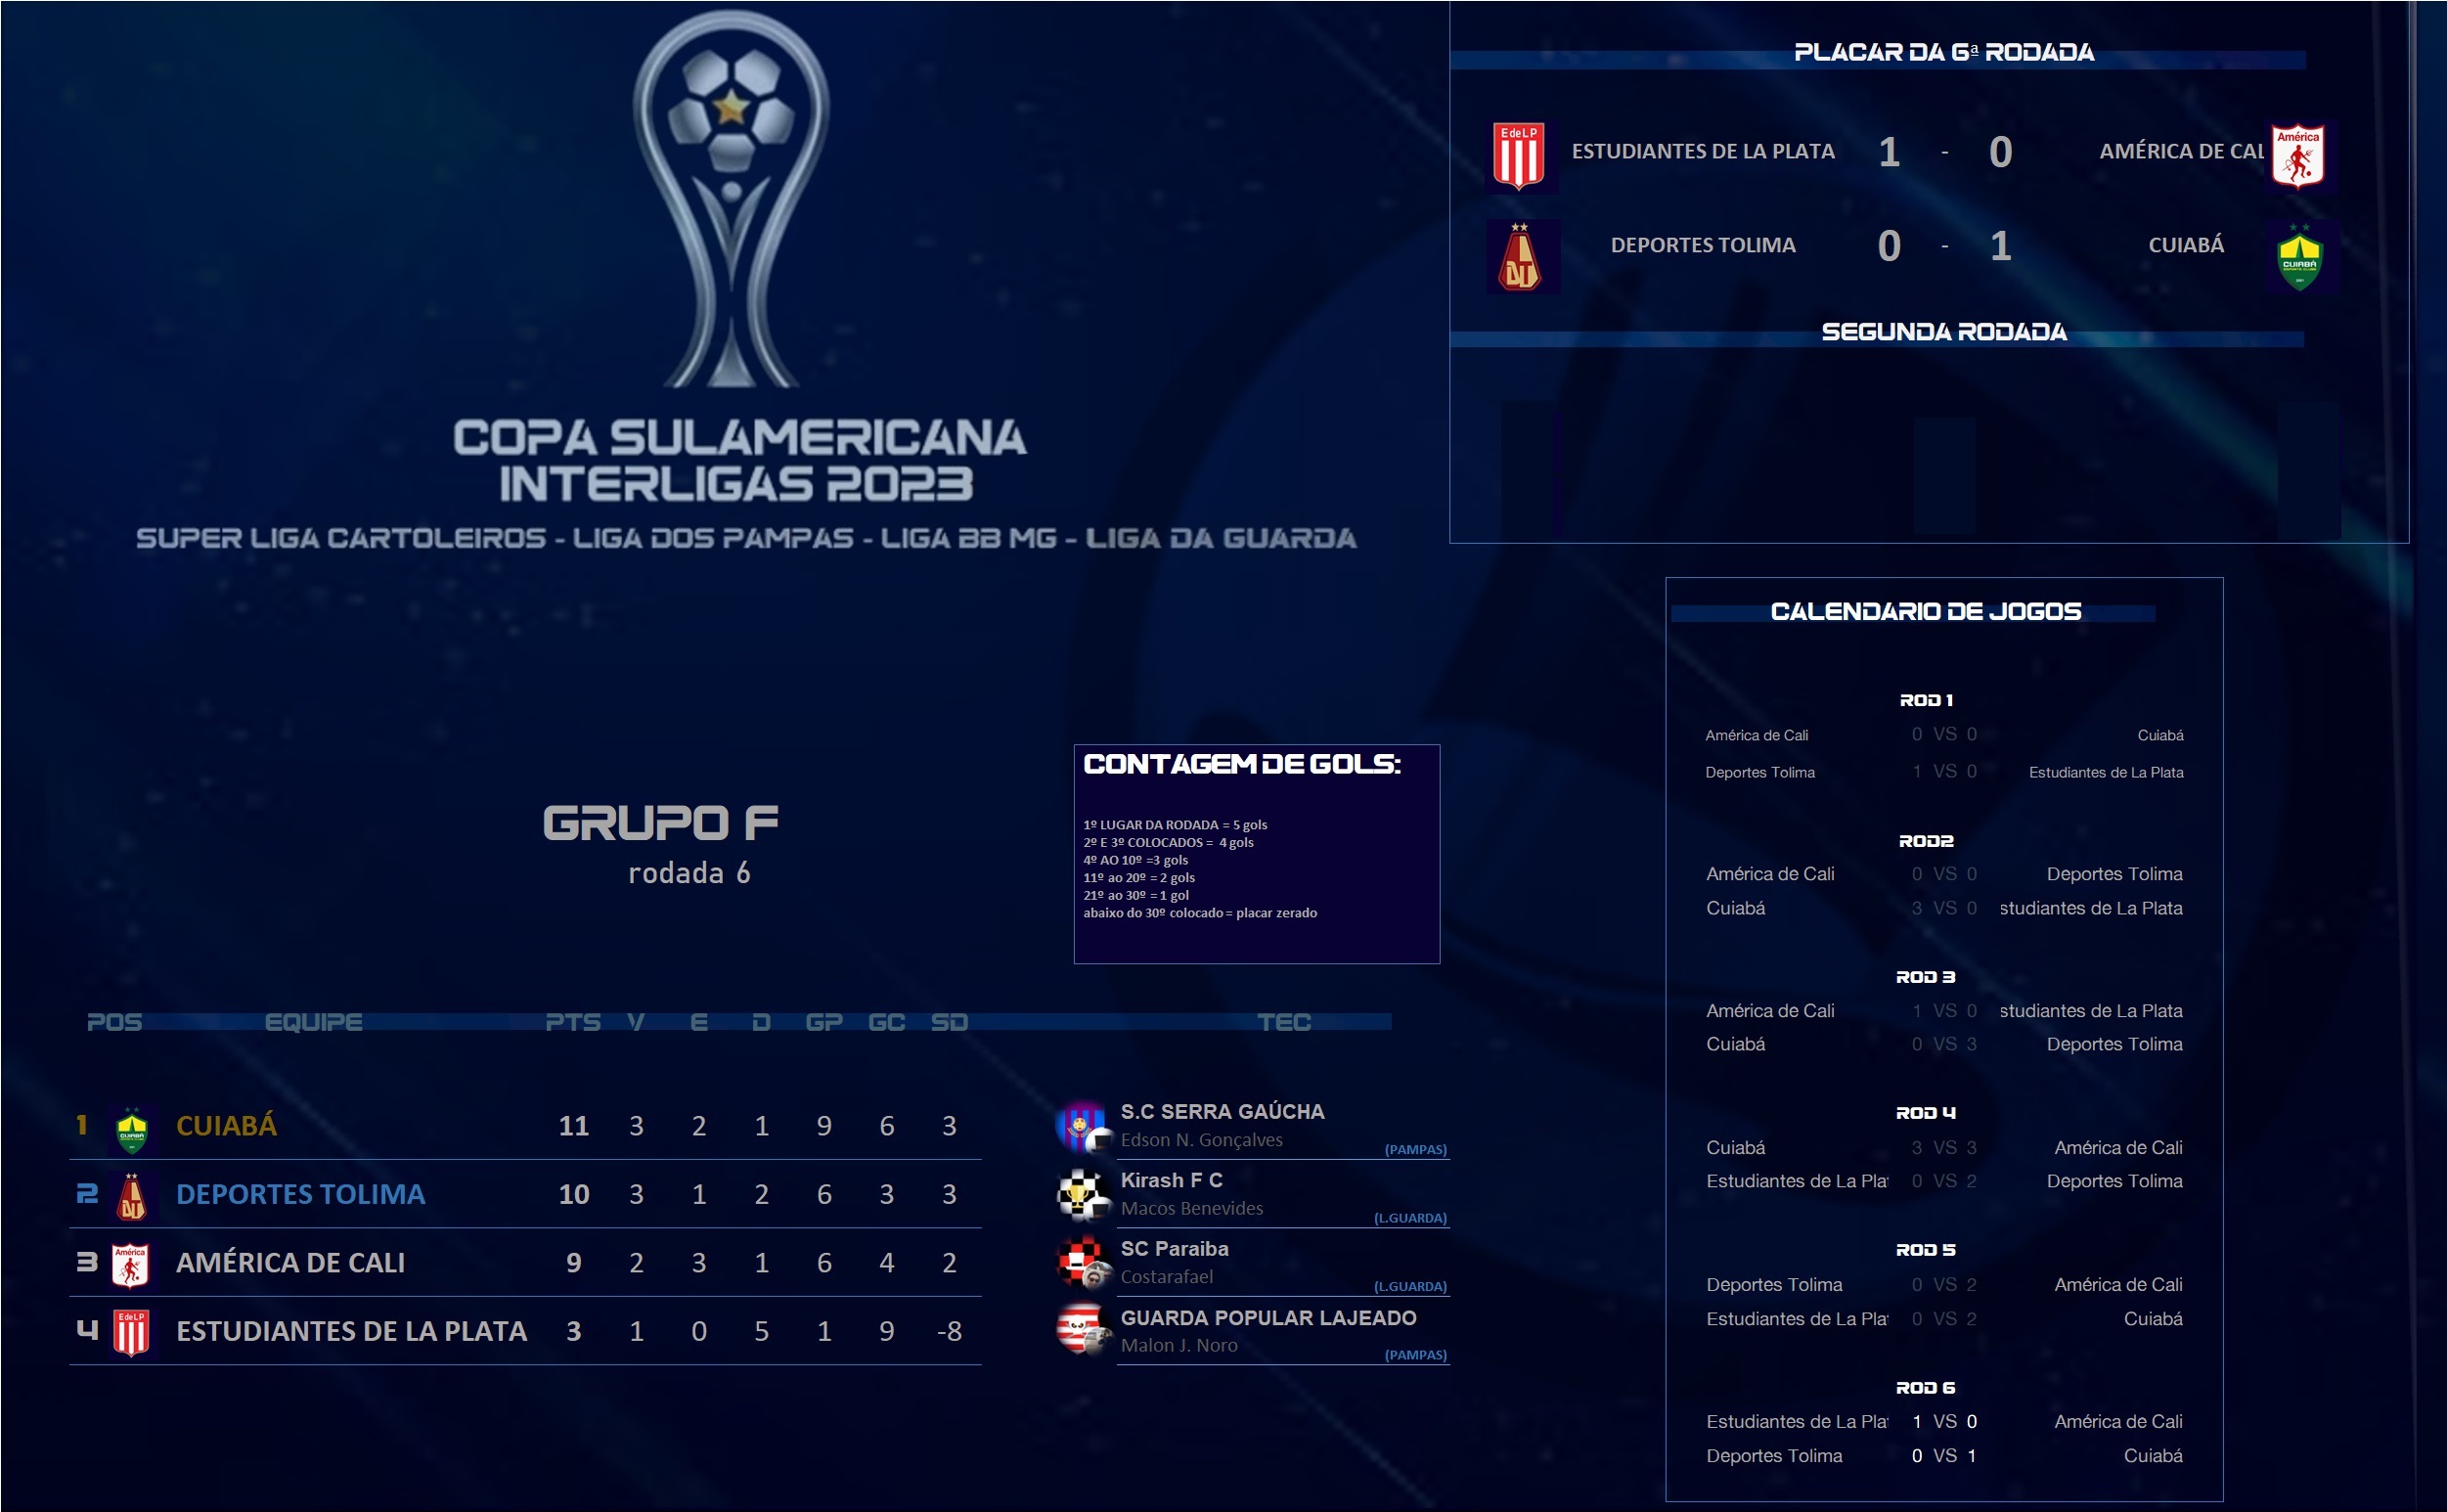 COPA SULAMERICANA
INTERLIGAS 2023
SUPER LIGA CARTOLEIROS - LIGA DOS PAMPAS - LIGA BB MG - LIGA DA GUARDA
PLACAR DA 6ª RODADA
EdeLP ESTUDIANTES DE LA PLATA 1 - 0 AMÉRICA DE CAL América
DT DEPORTES TOLIMA 0 - 1 CUIABÁ CUIABÁ
SEGUNDA RODADA
GRUPO F
rodada 6
CONTAGEM DE GOLS:
1º LUGAR DA RODADA = 5 gols
2º E 3º COLOCADOS = 4 gols
4º AO 10º =3 gols
11º ao 20º = 2 gols
21º ao 30º = 1 gol
abaixo do 30º colocado = placar zerado
POS EQUIPE PTS V E D GP GC SD TEC
1 CUIABÁ CUIABÁ 11 3 2 1 9 6 3
S.C SERRA GAÚCHA
Edson N. Gonçalves (PAMPAS)
2 DT DEPORTES TOLIMA 10 3 1 2 6 3 3
Kirash F C
Macos Benevides (L.GUARDA)
3 América AMÉRICA DE CALI 9 2 3 1 6 4 2
SC Paraiba
Costarafael (L.GUARDA)
4 EdeLP ESTUDIANTES DE LA PLATA 3 1 0 5 1 9 -8
GUARDA POPULAR LAJEADO
Malon J. Noro (PAMPAS)
CALENDARIO DE JOGOS
ROD 1
América de Cali 0 VS 0 Cuiabá
Deportes Tolima 1 VS 0 Estudiantes de La Plata
ROD2
América de Cali 0 VS 0 Deportes Tolima
Cuiabá 3 VS 0 studiantes de La Plata
ROD 3
América de Cali 1 VS 0 studiantes de La Plata
Cuiabá 0 VS 3 Deportes Tolima
ROD 4
Cuiabá 3 VS 3 América de Cali
Estudiantes de La Pla 0 VS 2 Deportes Tolima
ROD 5
Deportes Tolima 0 VS 2 América de Cali
Estudiantes de La Pla 0 VS 2 Cuiabá
ROD 6
Estudiantes de La Pla 1 VS 0 América de Cali
Deportes Tolima 0 VS 1 Cuiabá